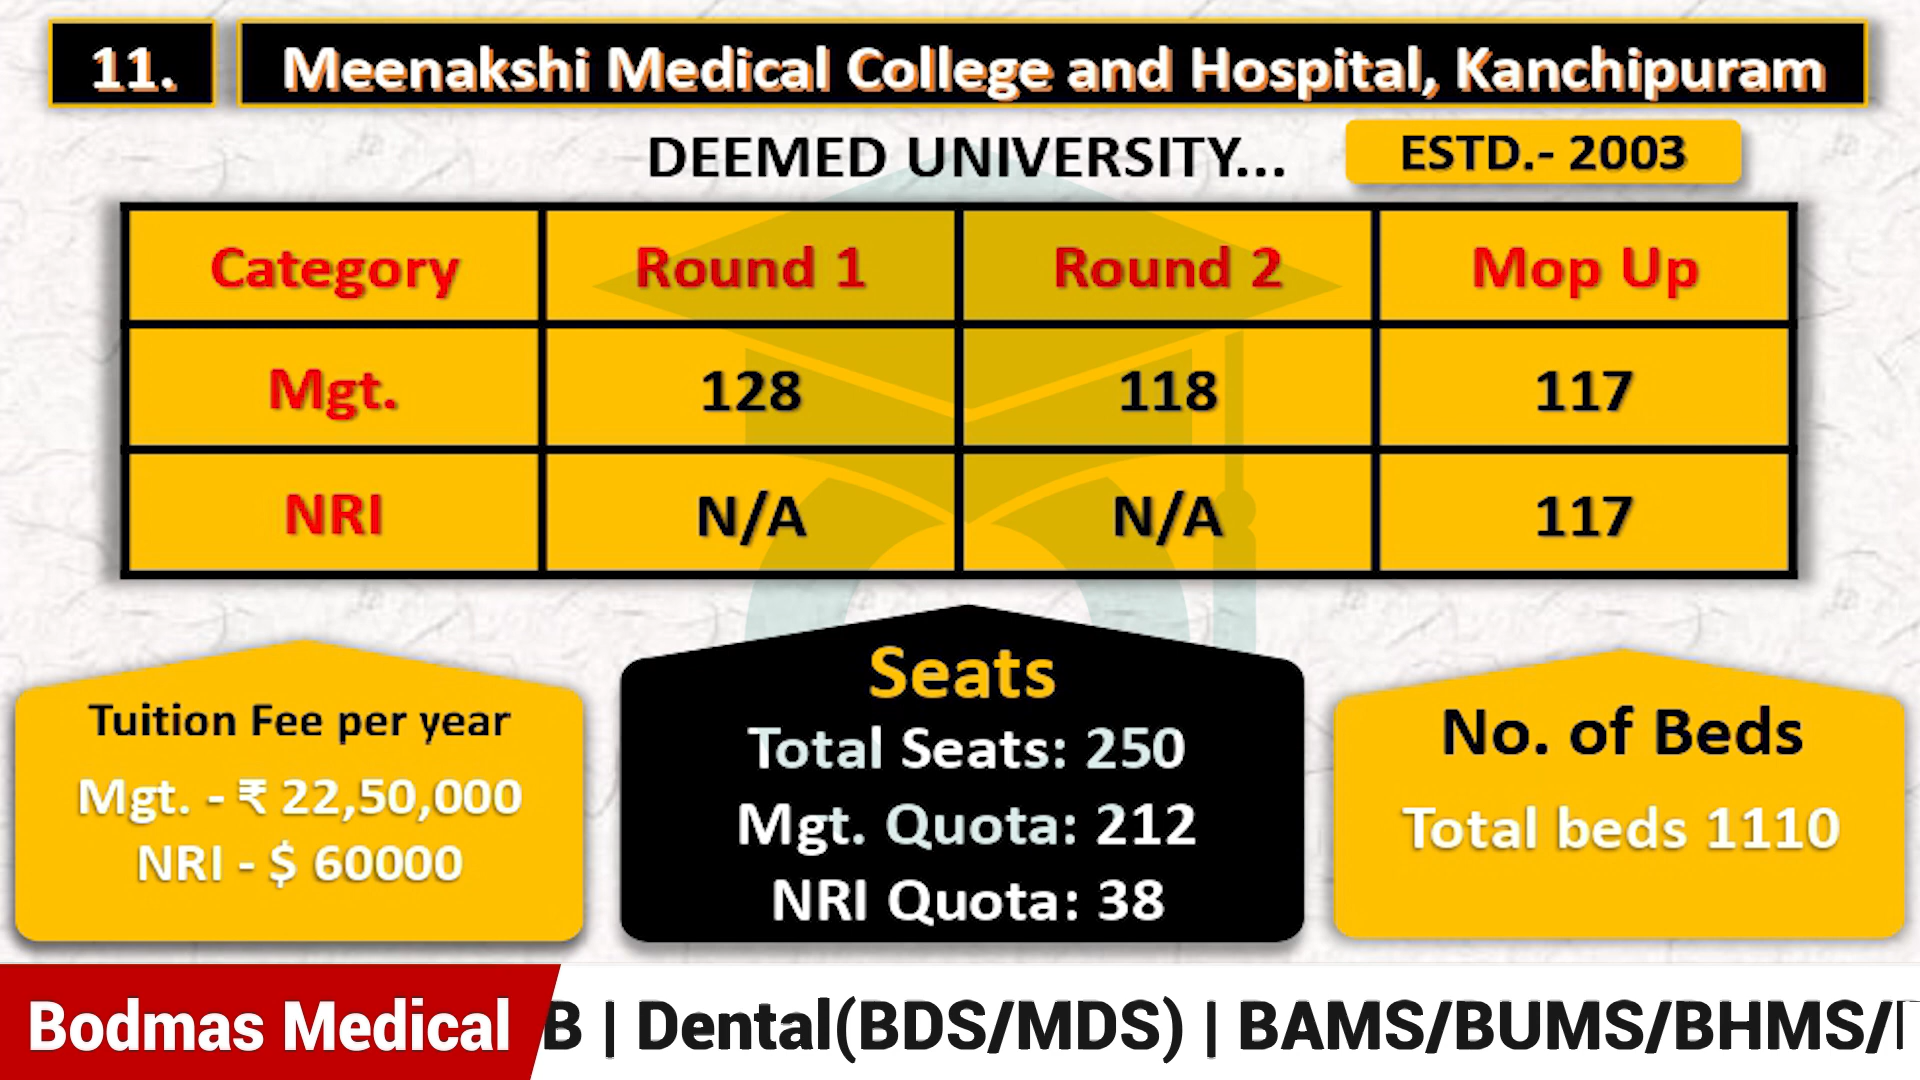 11. Meenakshi Medical College and Hospital, Kanchipuram
DEEMED UNIVERSITY... ESTD.- 2003
Category Round 1 Round 2 Mop Up
Mgt. 128 118 117
NRI N/A N/A 117
Tuition Fee per year
Mgt. - ₹ 22,50,000
NRI - $ 60000
Seats
Total Seats: 250
Mgt. Quota: 212
NRI Quota: 38
No. of Beds
Total beds 1110
Bodmas Medical B | Dental(BDS/MDS) | BAMS/BUMS/BHMS/